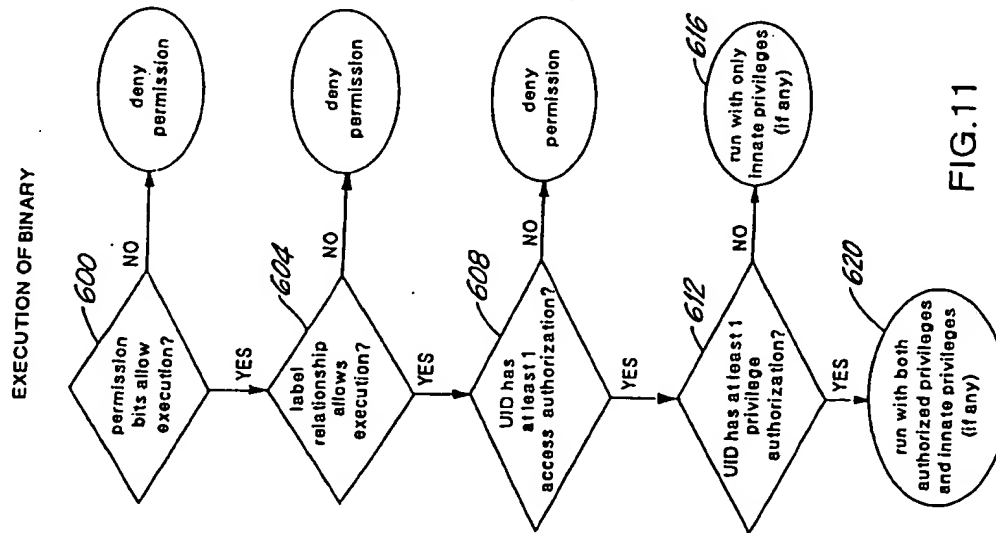 EXECUTION OF BINARY
600
permission
bits allow
execution?
NO
deny
permission
YES
604
label
relationship
allows
execution?
NO
deny
permission
YES
608
UID has
at least 1
access authorization?
NO
deny
permission
YES
612
UID has at least 1
privilege
authorization?
NO
616
run with only
innate privileges
(if any)
YES
620
run with both
authorized privileges
and innate privileges
(if any)
FIG.11